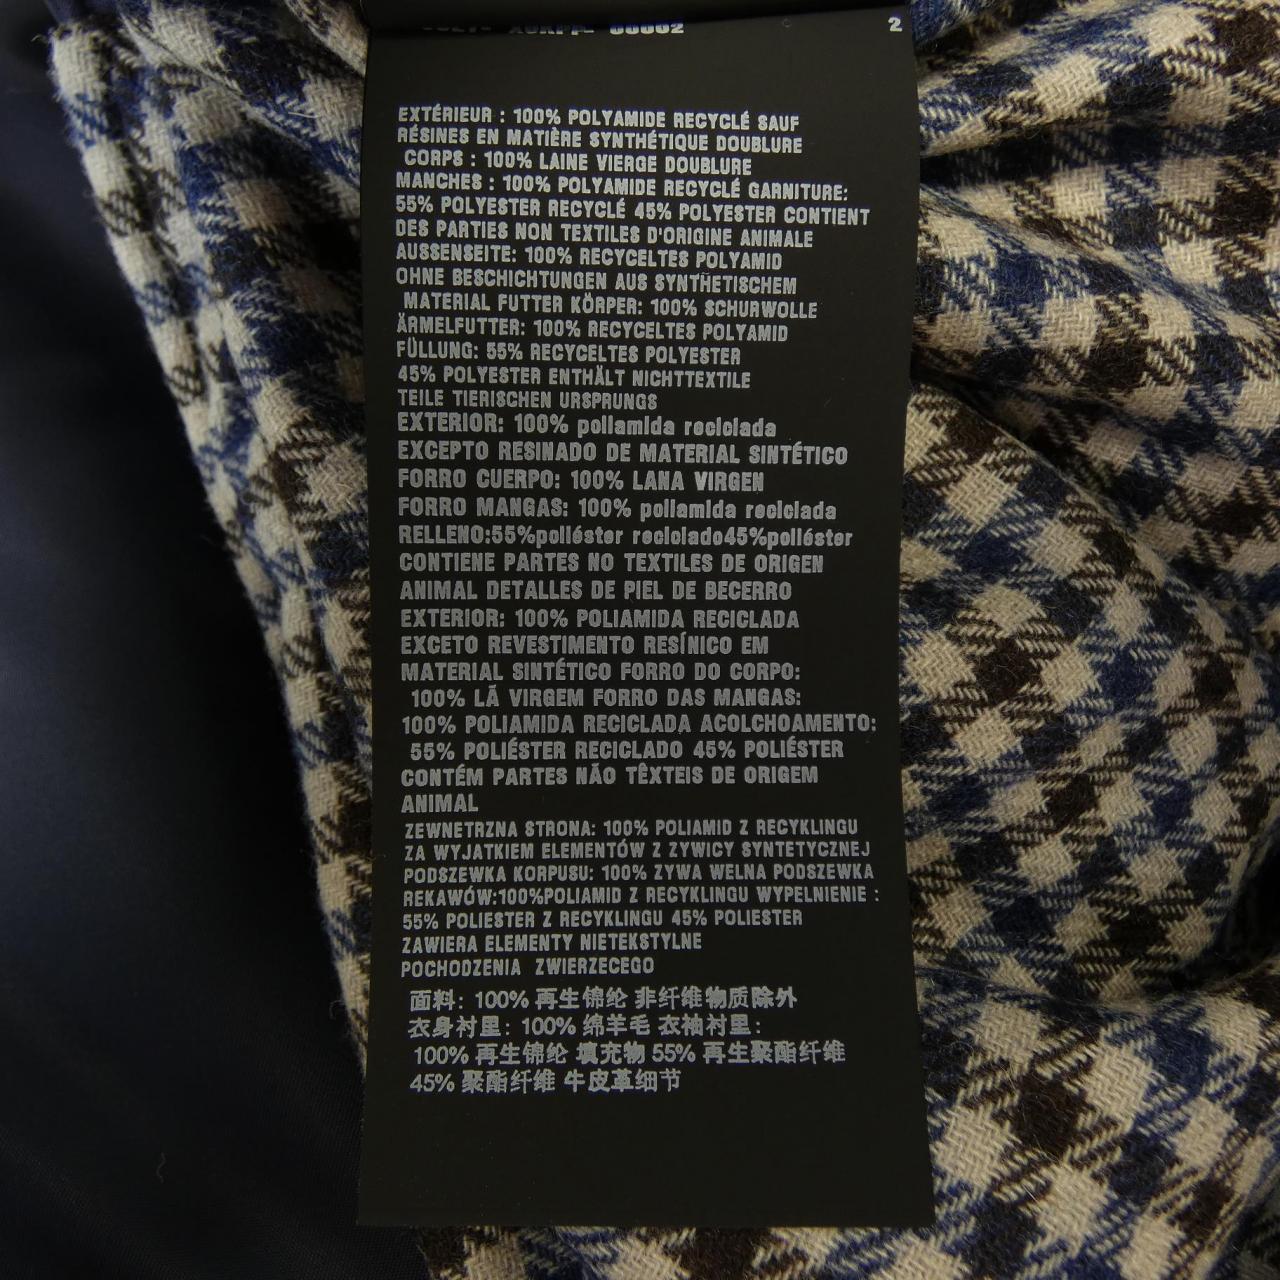 2
EXTÉRIEUR : 100% POLYAMIDE RECYCLÉ SAUF
RÉSINES EN MATIÈRE SYNTHÉTIQUE DOUBLURE
CORPS : 100% LAINE VIERGE DOUBLURE
MANCHES : 100% POLYAMIDE RECYCLÉ GARNITURE:
55% POLYESTER RECYCLÉ 45% POLYESTER CONTIENT
DES PARTIES NON TEXTILES D'ORIGINE ANIMALE
AUSSENSEITE: 100% RECYCELTES POLYAMID
OHNE BESCHICHTUNGEN AUS SYNTHETISCHEM
MATERIAL FUTTER KÖRPER: 100% SCHURWOLLE
ÄRMELFUTTER: 100% RECYCELTES POLYAMID
FÜLLUNG: 55% RECYCELTES POLYESTER
45% POLYESTER ENTHÄLT NICHTTEXTILE
TEILE TIERISCHEN URSPRUNGS
EXTERIOR: 100% poliamida reciclada
EXCEPTO RESINADO DE MATERIAL SINTÉTICO
FORRO CUERPO: 100% LANA VIRGEN
FORRO MANGAS: 100% poliamida reciclada
RELLENO:55%poliéster reciclado45%poliéster
CONTIENE PARTES NO TEXTILES DE ORIGEN
ANIMAL DETALLES DE PIEL DE BECERRO
EXTERIOR: 100% POLIAMIDA RECICLADA
EXCETO REVESTIMENTO RESÍNICO EM
MATERIAL SINTÉTICO FORRO DO CORPO:
100% LÃ VIRGEM FORRO DAS MANGAS:
100% POLIAMIDA RECICLADA ACOLCHOAMENTO:
55% POLIÉSTER RECICLADO 45% POLIÉSTER
CONTÉM PARTES NÃO TÊXTEIS DE ORIGEM
ANIMAL
ZEWNETRZNA STRONA: 100% POLIAMID Z RECYKLINGU
ZA WYJATKIEM ELEMENTÓW Z ZYWICY SYNTETYCZNEJ
PODSZEWKA KORPUSU: 100% ZYWA WELNA PODSZEWKA
REKAWÓW:100%POLIAMID Z RECYKLINGU WYPELNIENIE :
55% POLIESTER Z RECYKLINGU 45% POLIESTER
ZAWIERA ELEMENTY NIETEKSTYLNE
POCHODZENIA ZWIERZECEGO
面料: 100% 再生锦纶 非纤维物质除外
衣身衬里: 100% 绵羊毛 衣袖衬里:
100% 再生锦纶 填充物 55% 再生聚酯纤维
45% 聚酯纤维 牛皮革细节